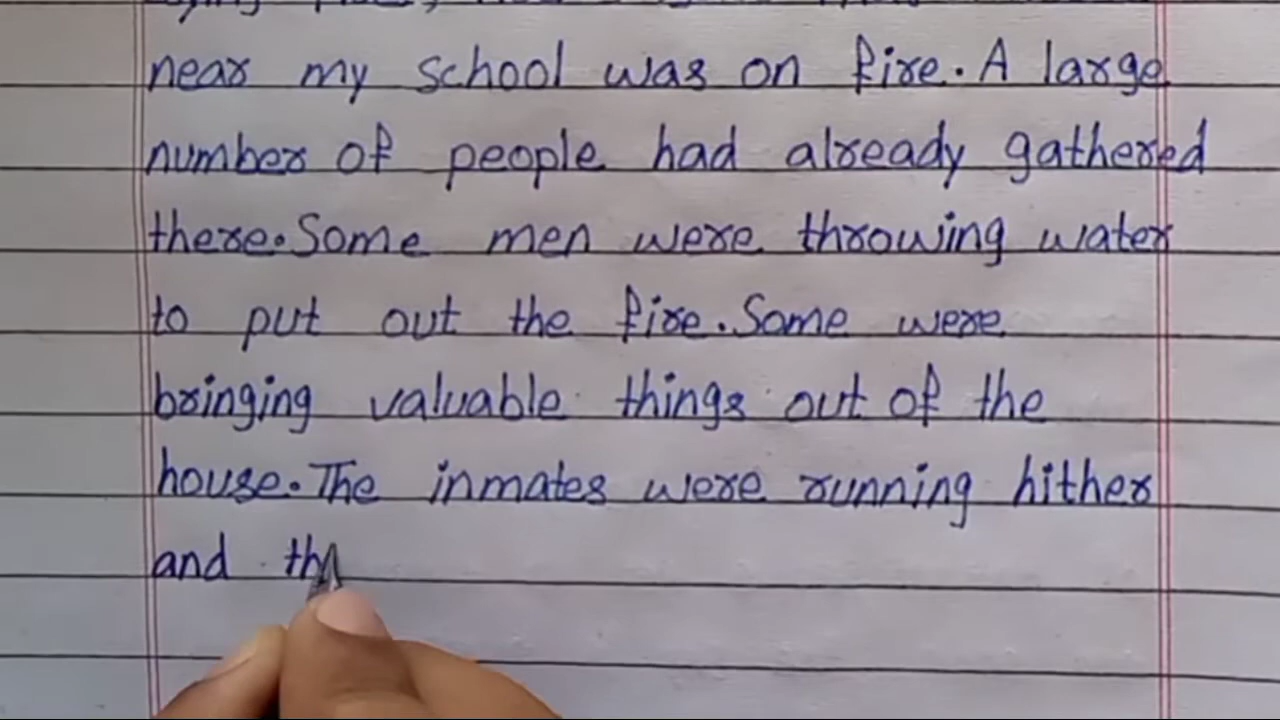 near my school was on fire. A large
number of people had already gathered
there. Some men were throwing water
to put out the fire. Some were
bringing valuable things out of the
house. The inmates were running hither
and th